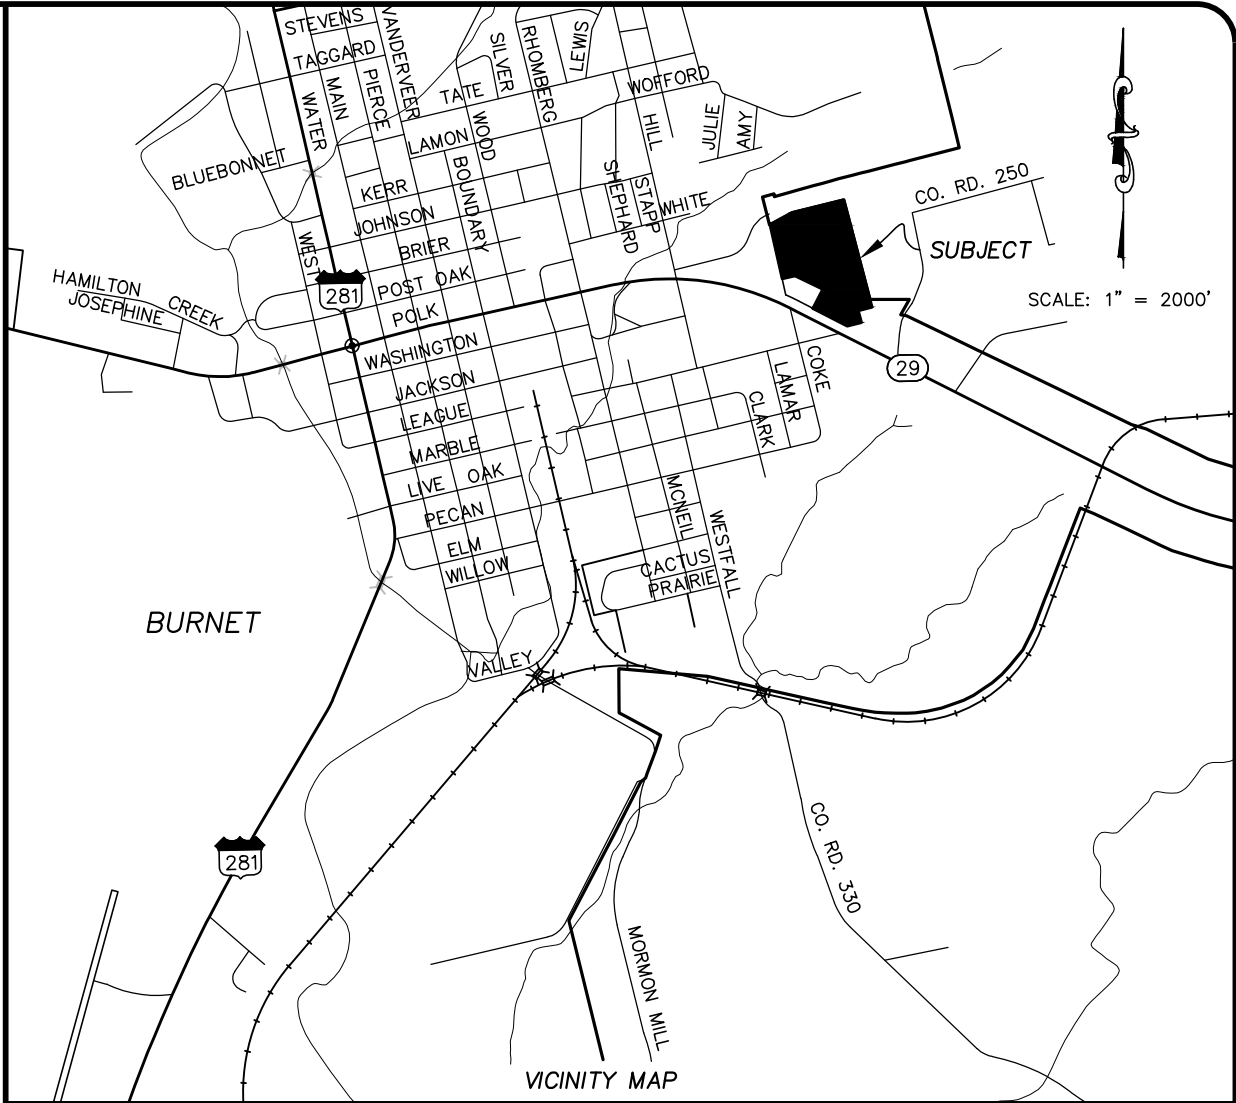 STEVENS
VANDERVEER
SILVER
RHOMBERG
LEWIS
TAGGARD
MAIN
PIERCE
WATER
TATE
WOFFORD
WOOD
LAMON
HILL
JULIE
AMY
BLUEBONNET
BOUNDARY
KERR
SHEPHARD
STAPP
WHITE
CO. RD. 250
JOHNSON
WEST
BRIER
SUBJECT
POST OAK
HAMILTON CREEK
JOSEPHINE
281
POLK
SCALE: 1" = 2000'
WASHINGTON
COKE
29
JACKSON
LAMAR
CLARK
LEAGUE
MARBLE
LIVE OAK
MCNEIL
PECAN
WESTFALL
ELM
WILLOW
CACTUS
PRAIRIE
BURNET
VALLEY
281
CO. RD. 330
MORMON MILL
VICINITY MAP